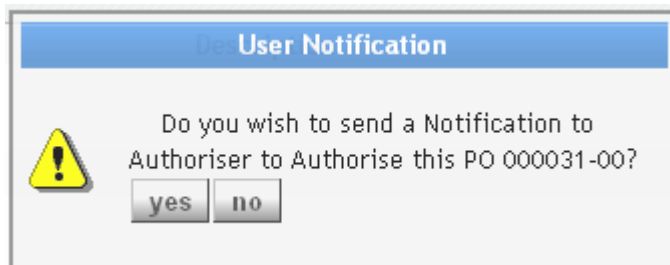 User Notification
Do you wish to send a Notification to
Authoriser to Authorise this PO 000031-00?
yes no